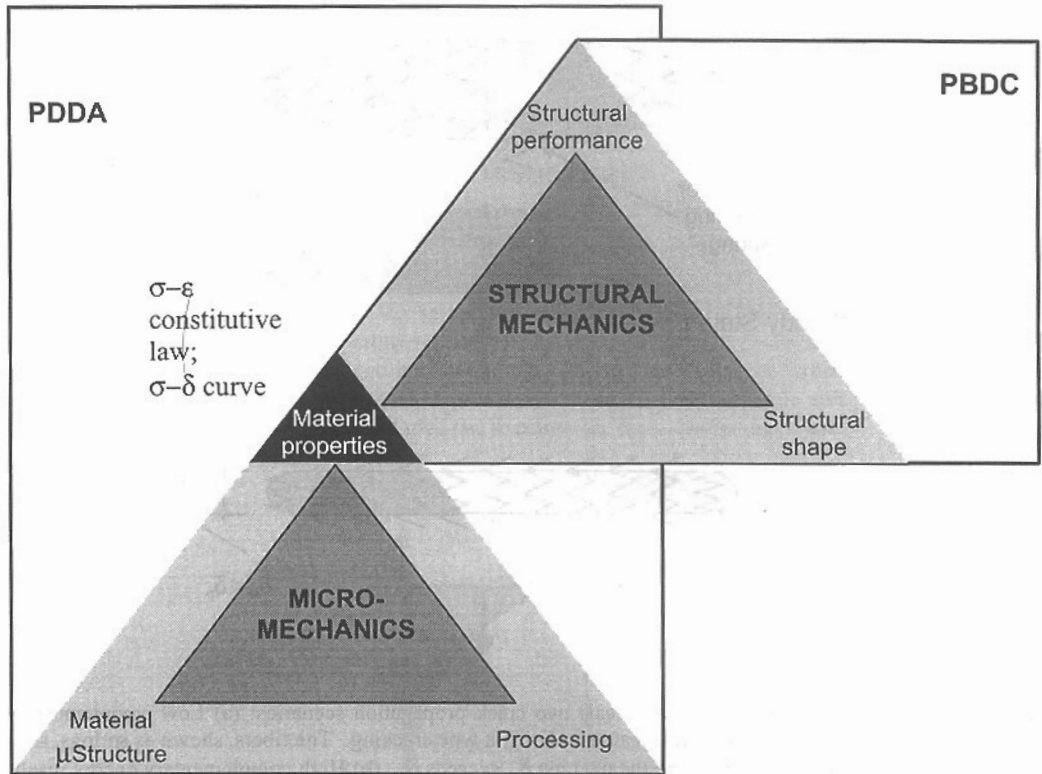 PDDA
PBDC
Structural
performance
STRUCTURAL
MECHANICS
σ–ε
constitutive
law;
σ–δ curve
Material
properties
Structural
shape
MICRO-
MECHANICS
Material
μStructure
Processing